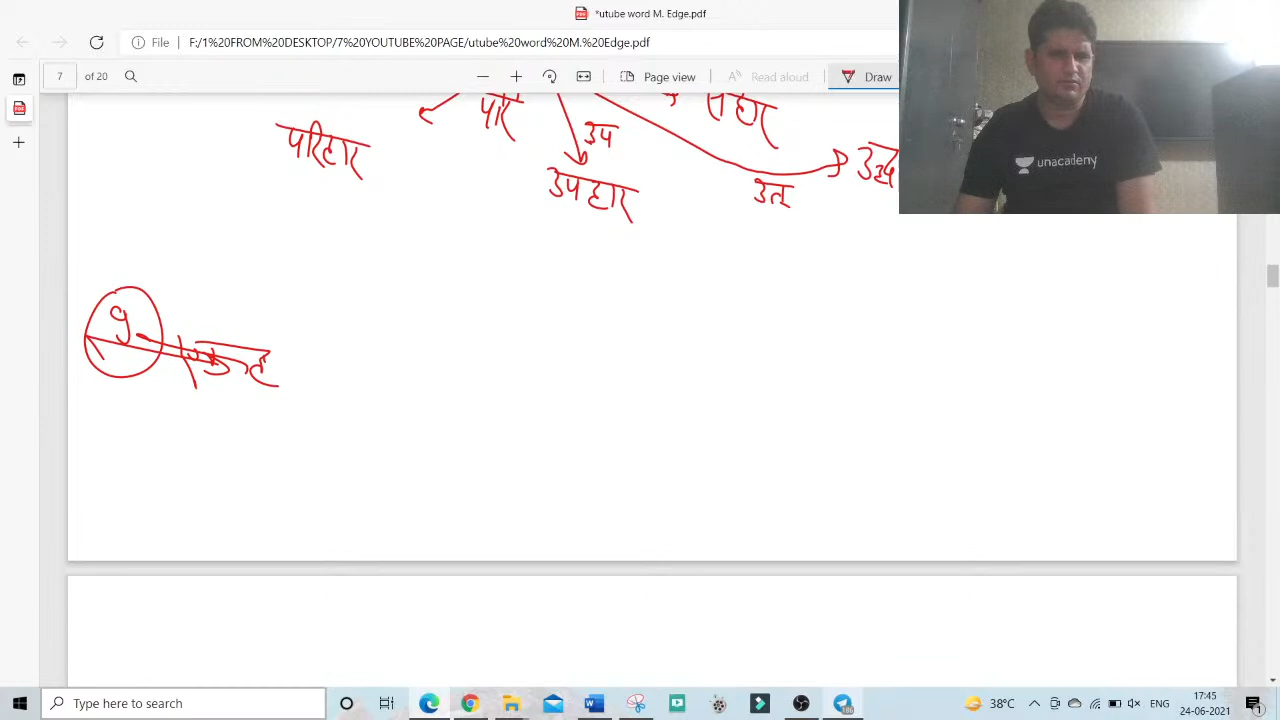 *utube word M. Edge.pdf
File F:/1%20FROM%20DESKTOP/7%20YOUTUBE%20PAGE/utube%20word%20M.%20Edge.pdf
7 of 20 Page view Read aloud Draw
unacademy
परि
परिहार
उप
उपहार
उत्
Type here to search
38°C ENG 17:45
24-06-2021